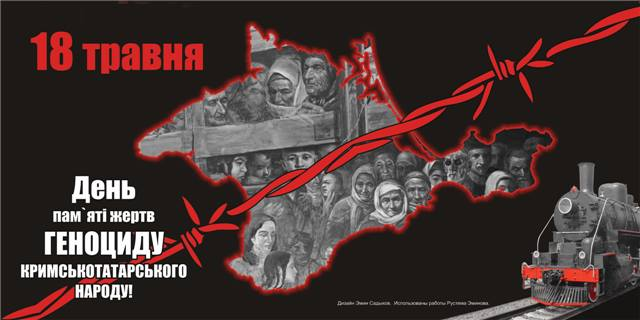 18 травня
День
пам`яті жертв
ГЕНОЦИДУ
КРИМСЬКОТАТАРСЬКОГО
НАРОДУ!
Дизайн Эмин Садыков. Использованы работы Рустема Эминова.